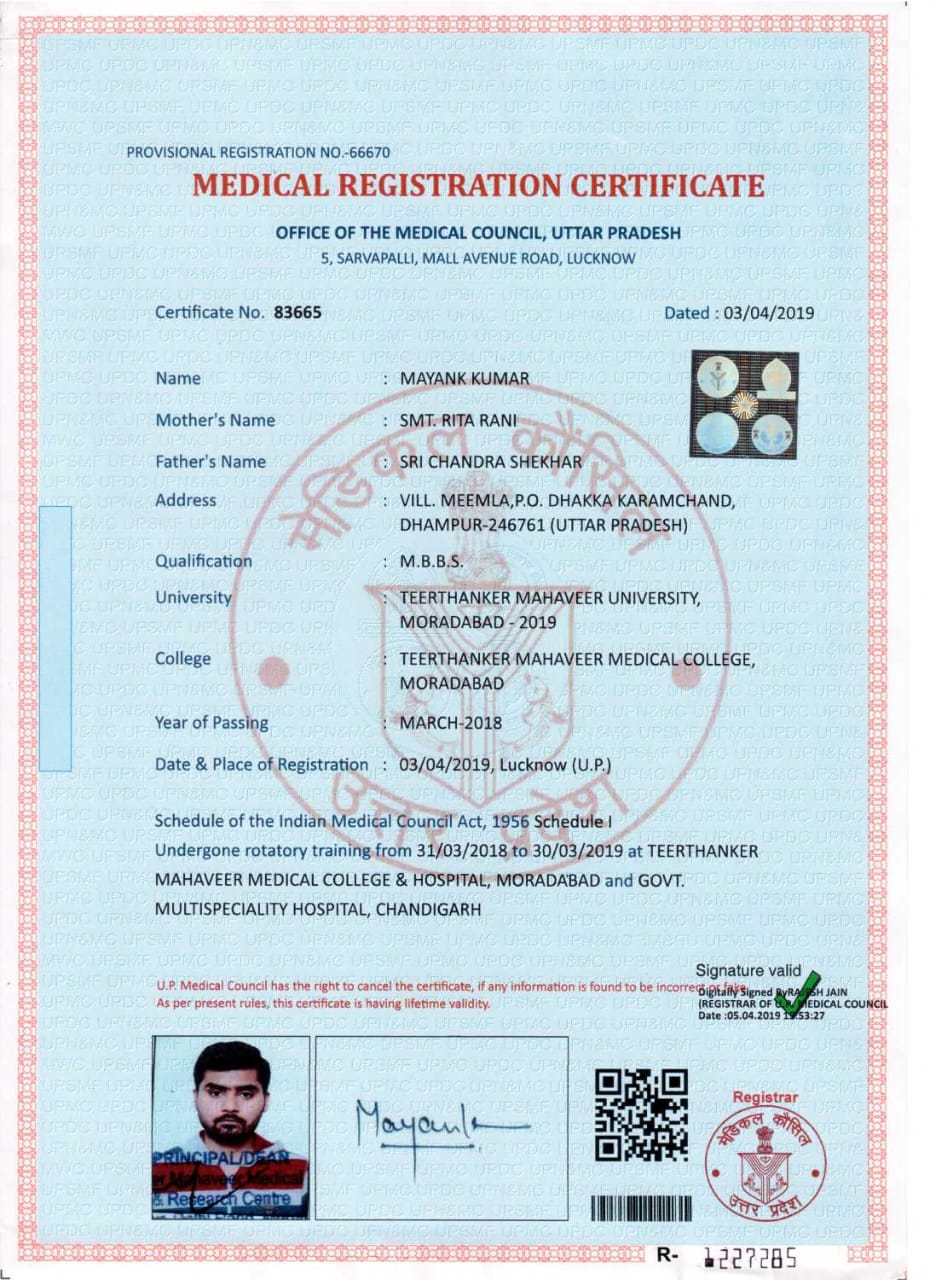 PROVISIONAL REGISTRATION NO.-66670
MEDICAL REGISTRATION CERTIFICATE
OFFICE OF THE MEDICAL COUNCIL, UTTAR PRADESH
5, SARVAPALLI, MALL AVENUE ROAD, LUCKNOW
Certificate No. 83665 Dated : 03/04/2019
Name : MAYANK KUMAR
Mother's Name : SMT. RITA RANI
Father's Name : SRI CHANDRA SHEKHAR
Address : VILL. MEEMLA,P.O. DHAKKA KARAMCHAND,
DHAMPUR-246761 (UTTAR PRADESH)
Qualification : M.B.B.S.
University : TEERTHANKER MAHAVEER UNIVERSITY,
MORADABAD - 2019
College : TEERTHANKER MAHAVEER MEDICAL COLLEGE,
MORADABAD
Year of Passing : MARCH-2018
Date & Place of Registration : 03/04/2019, Lucknow (U.P.)
मेडिकल कौंसिल
उत्तर प्रदेश
Schedule of the Indian Medical Council Act, 1956 Schedule I
Undergone rotatory training from 31/03/2018 to 30/03/2019 at TEERTHANKER
MAHAVEER MEDICAL COLLEGE & HOSPITAL, MORADABAD and GOVT.
MULTISPECIALITY HOSPITAL, CHANDIGARH
U.P. Medical Council has the right to cancel the certificate, if any information is found to be incorrect or fake.
As per present rules, this certificate is having lifetime validity.
Signature valid
Digitally Signed By RAJESH JAIN
(REGISTRAR OF U.P. MEDICAL COUNCIL
Date :05.04.2019 53:27
PRINCIPAL/DEAN
Mahaveer Medical
& Research Centre
Mayank
Registrar
मेडिकल कौंसिल
उत्तर प्रदेश
R- 1227285